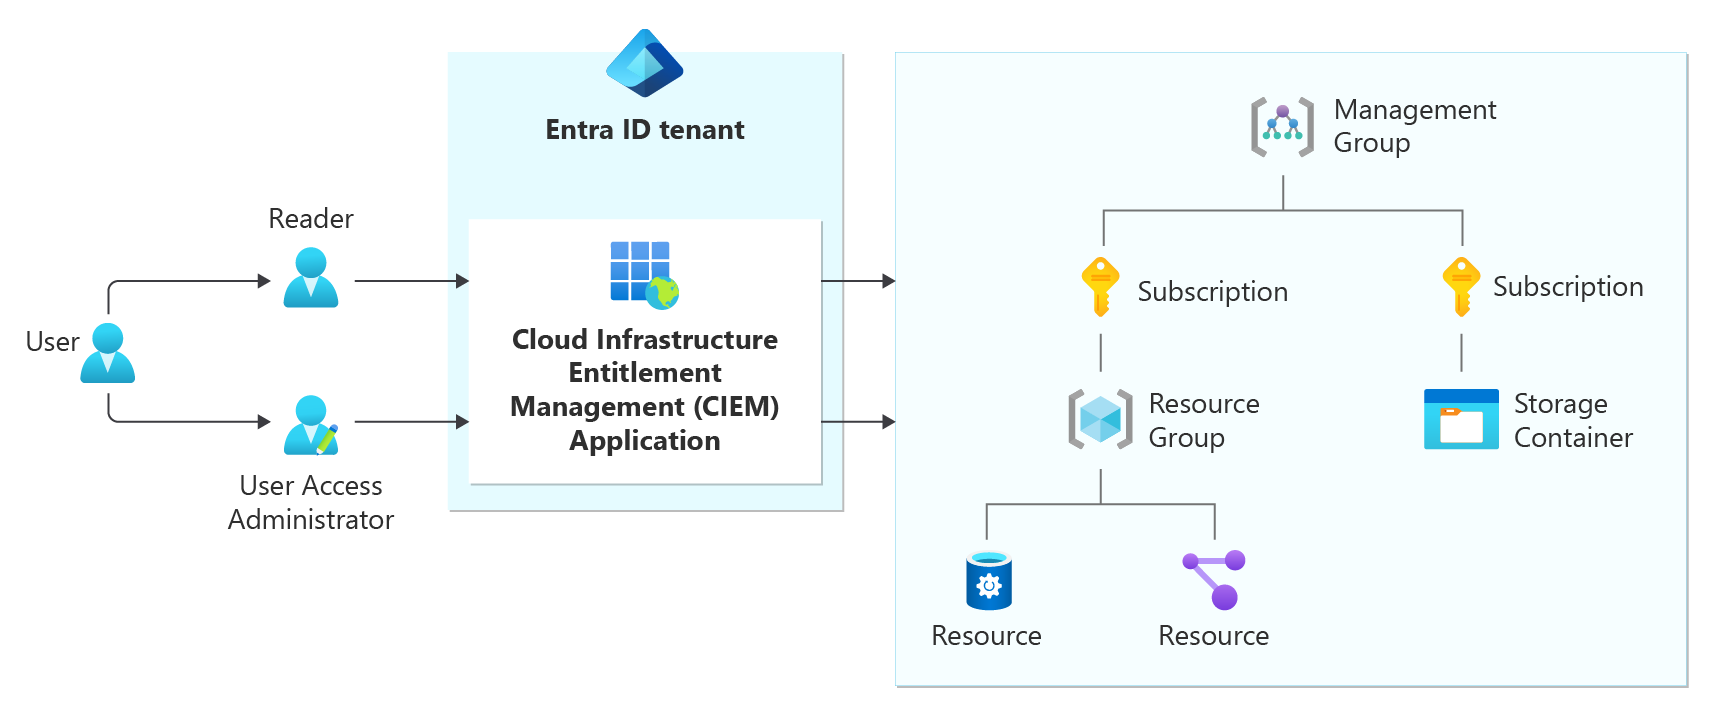 Entra ID tenant
Management
Group
Reader
User
Cloud Infrastructure
Entitlement
Management (CIEM)
Application
User Access
Administrator
Subscription
Subscription
Resource
Group
Storage
Container
Resource
Resource